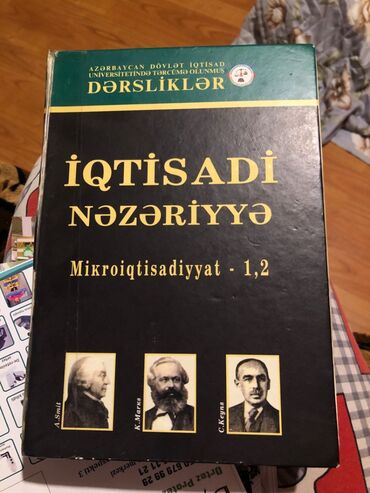 AZƏRBAYCAN DÖVLƏT İQTİSAD
UNİVERSİTETİNDƏ TƏRCÜMƏ OLUNMUŞ
DƏRSLİKLƏR
İQTİSADİ
NƏZƏRİYYƏ
Mikroiqtisadiyyat - 1,2
A.Smit
K.Marks
C.Keyns